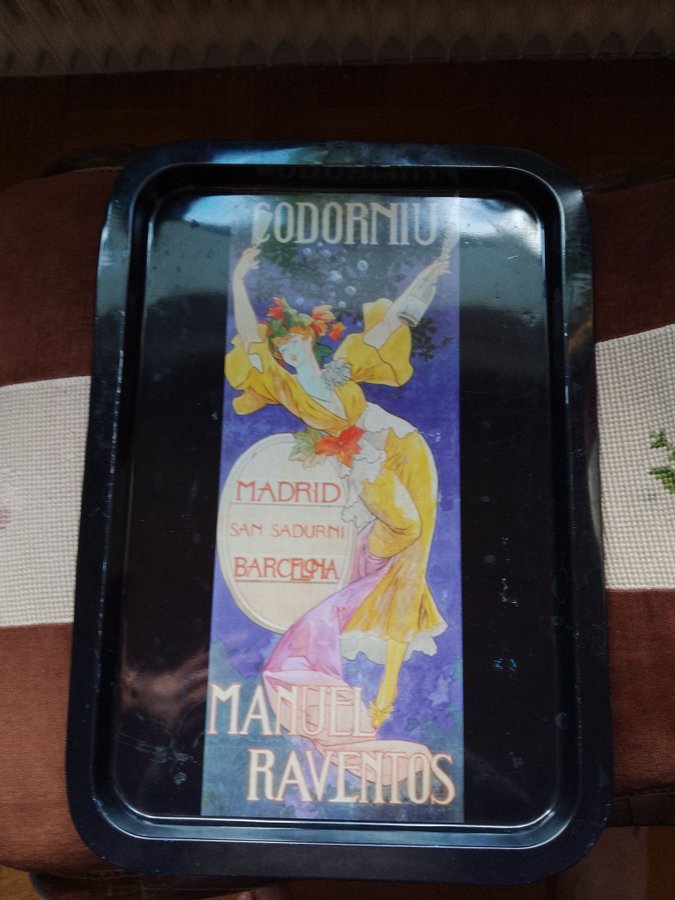 CODORNIU
MADRID
SAN SADURNI
BARCELONA
MANUEL
RAVENTOS